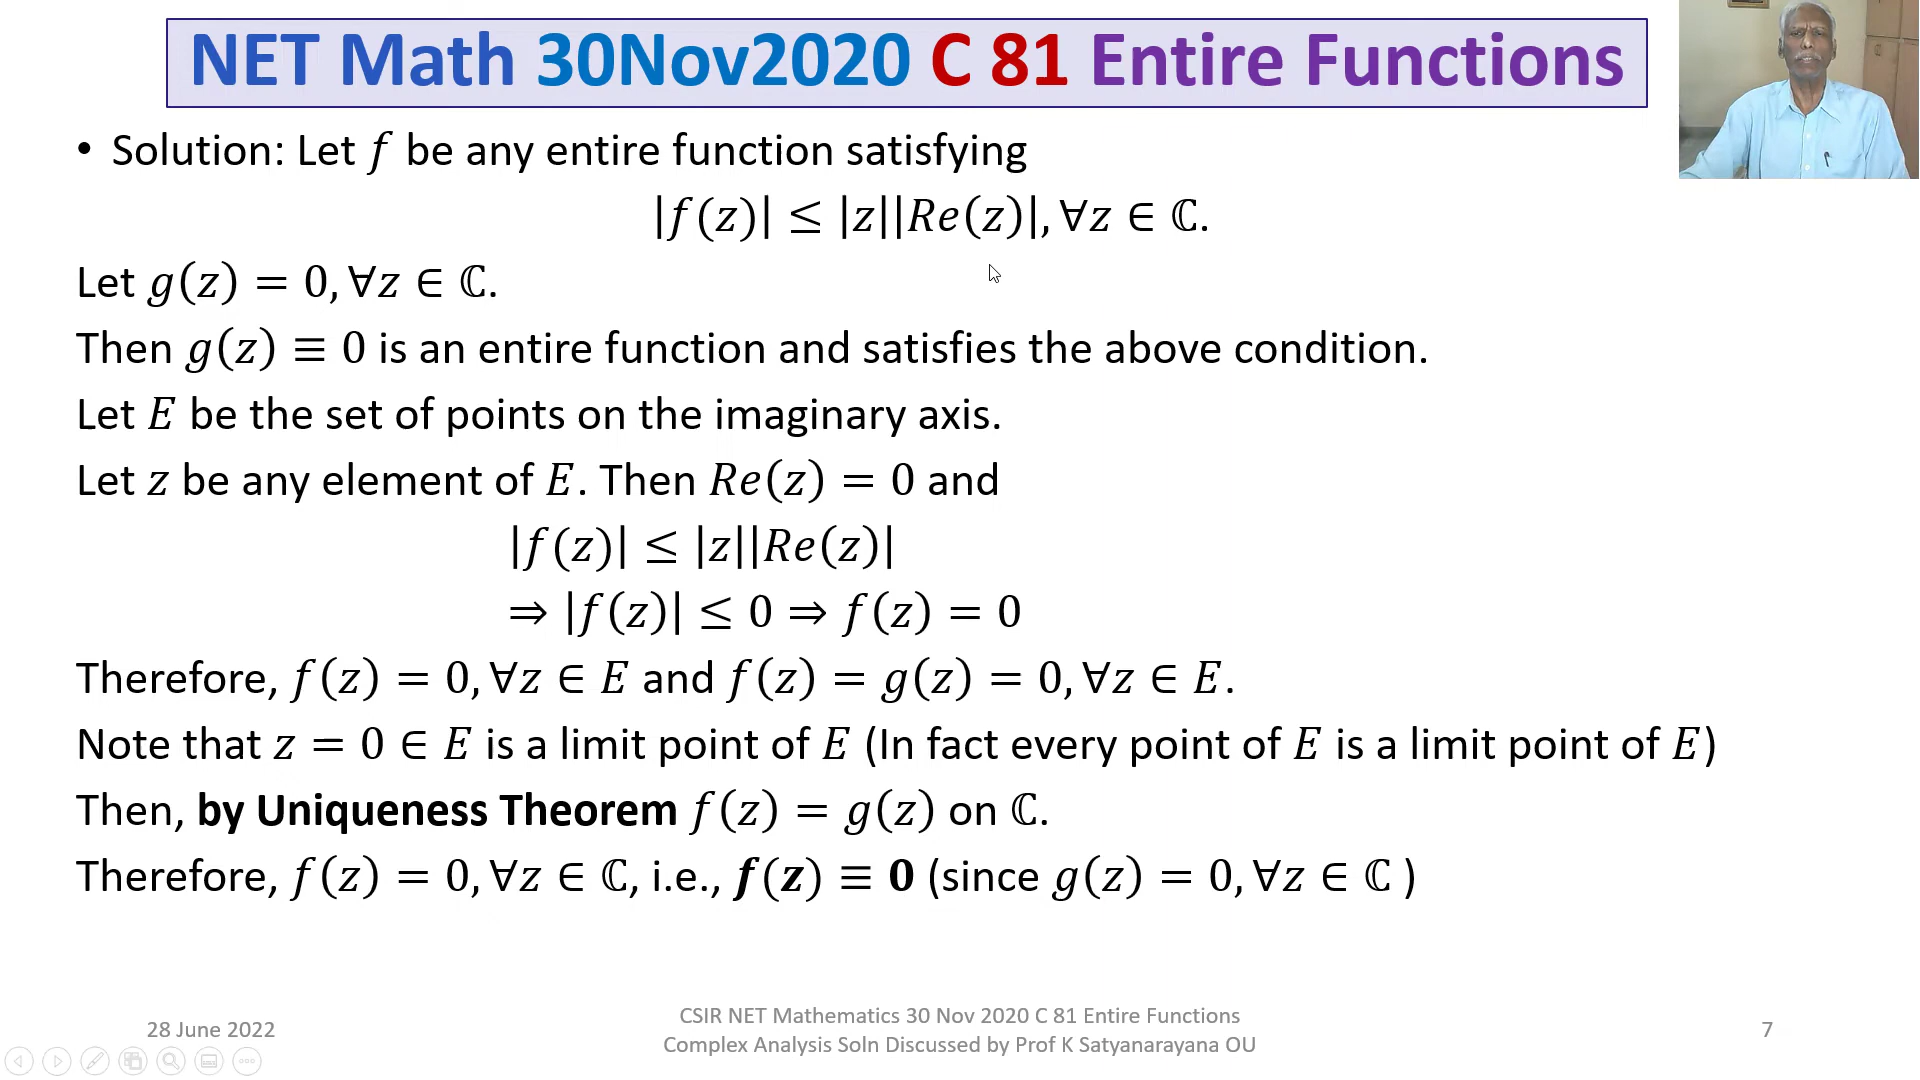 NET Math 30Nov2020 C 81 Entire Functions
• Solution: Let f be any entire function satisfying
|f(z)| ≤ |z||Re(z)|, ∀z ∈ ℂ.
Let g(z) = 0, ∀z ∈ ℂ.
Then g(z) ≡ 0 is an entire function and satisfies the above condition.
Let E be the set of points on the imaginary axis.
Let z be any element of E. Then Re(z) = 0 and
|f(z)| ≤ |z||Re(z)|
⇒ |f(z)| ≤ 0 ⇒ f(z) = 0
Therefore, f(z) = 0, ∀z ∈ E and f(z) = g(z) = 0, ∀z ∈ E.
Note that z = 0 ∈ E is a limit point of E (In fact every point of E is a limit point of E)
Then, by Uniqueness Theorem f(z) = g(z) on ℂ.
Therefore, f(z) = 0, ∀z ∈ ℂ, i.e., f(z) ≡ 0 (since g(z) = 0, ∀z ∈ ℂ )
28 June 2022
CSIR NET Mathematics 30 Nov 2020 C 81 Entire Functions
Complex Analysis Soln Discussed by Prof K Satyanarayana OU
7